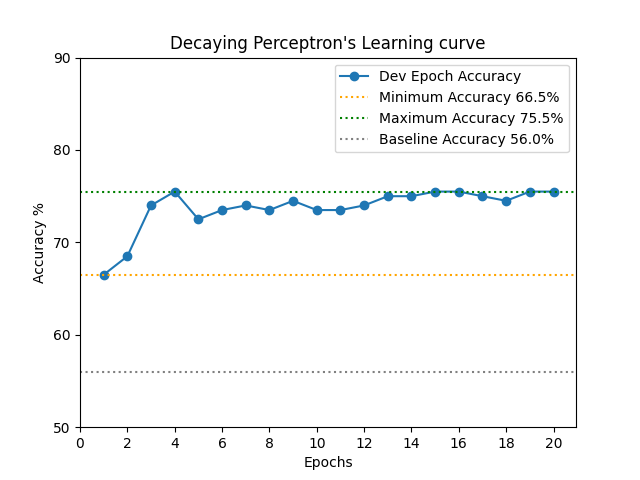 Decaying Perceptron's Learning curve
Dev Epoch Accuracy
Minimum Accuracy 66.5%
Maximum Accuracy 75.5%
Baseline Accuracy 56.0%
Accuracy %
90
80
70
60
50
0 2 4 6 8 10 12 14 16 18 20
Epochs